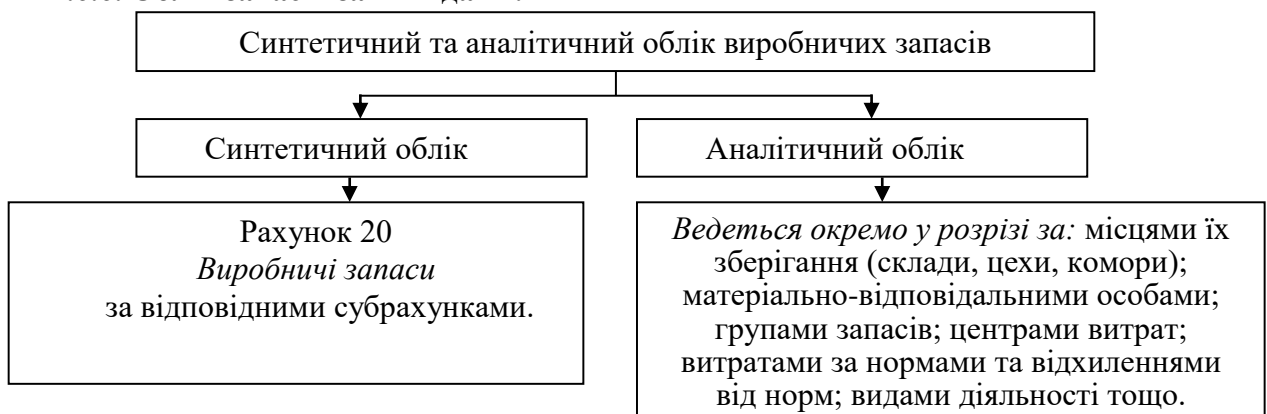 Синтетичний та аналітичний облік виробничих запасів
Синтетичний облік
Аналітичний облік
Рахунок 20
Виробничі запаси
за відповідними субрахунками.
Ведеться окремо у розрізі за: місцями їх
зберігання (склади, цехи, комори);
матеріально-відповідальними особами;
групами запасів; центрами витрат;
витратами за нормами та відхиленнями
від норм; видами діяльності тощо.